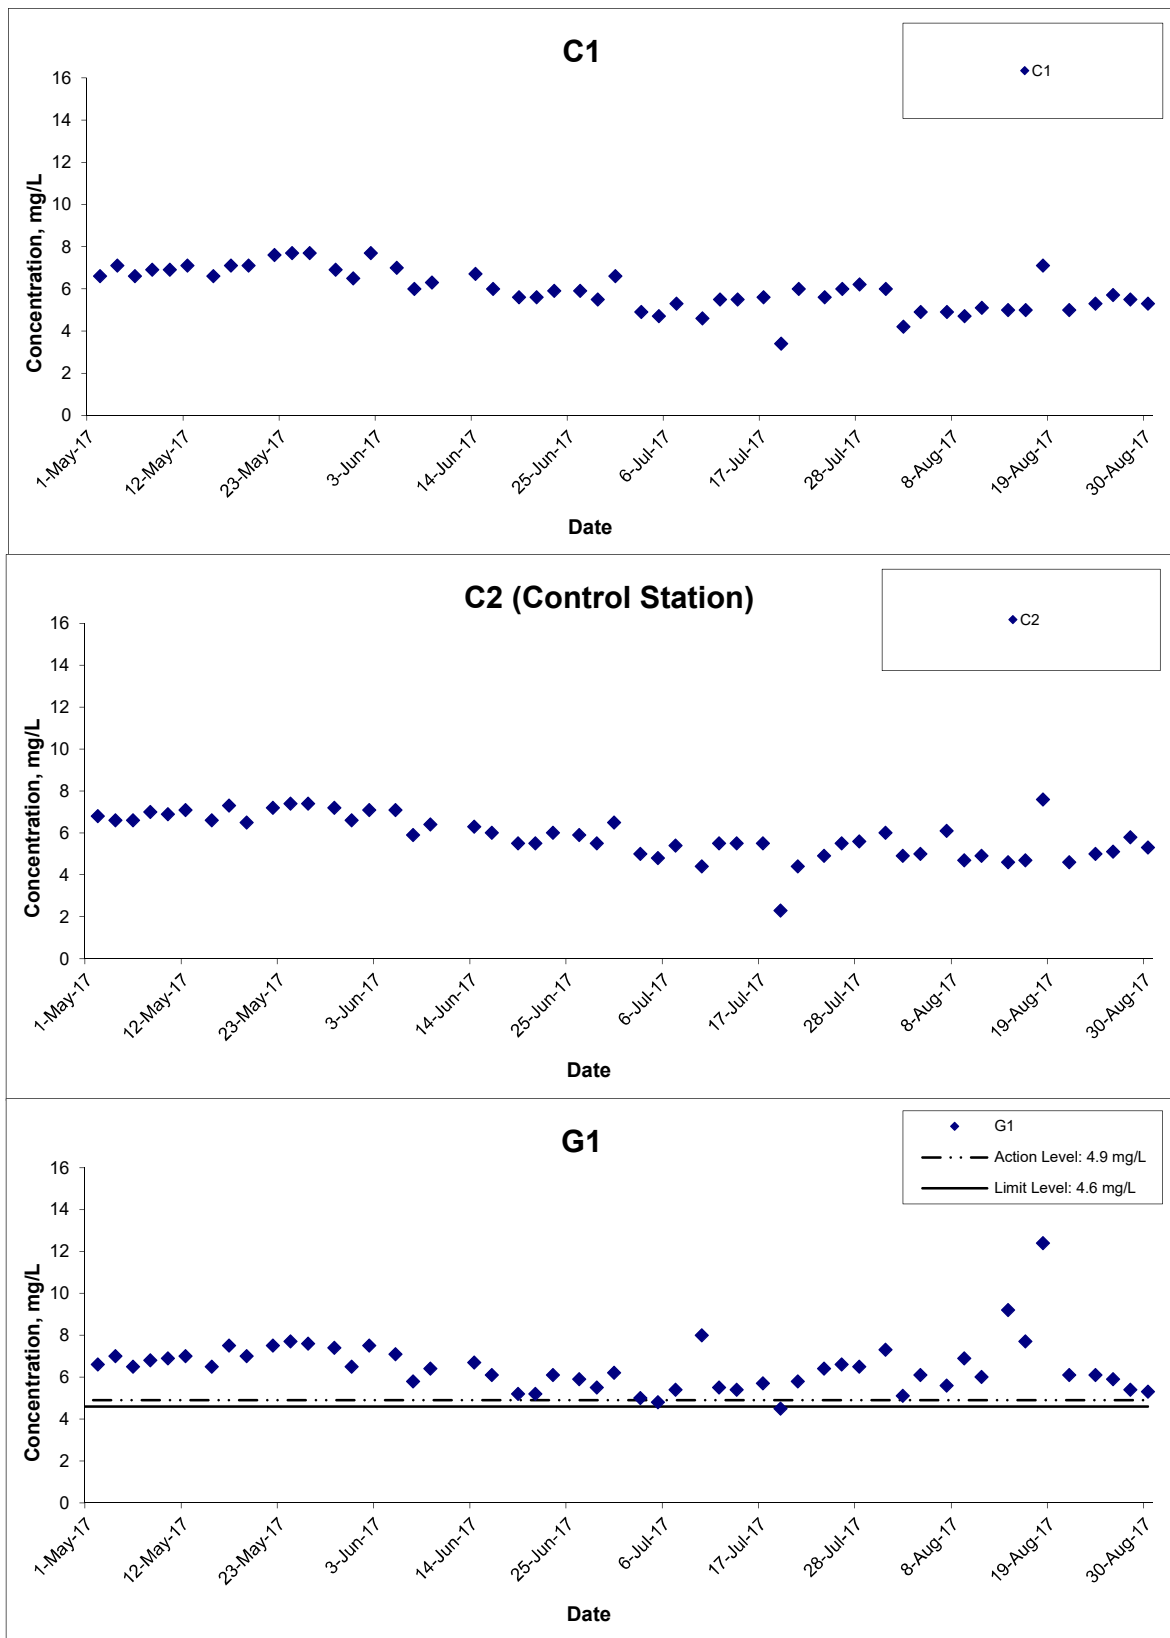 C1
C1
16
14
12
10
8
6
4
2
0
Concentration, mg/L
1-May-17
12-May-17
23-May-17
3-Jun-17
14-Jun-17
25-Jun-17
6-Jul-17
17-Jul-17
28-Jul-17
8-Aug-17
19-Aug-17
30-Aug-17
Date
C2 (Control Station)
C2
16
14
12
10
8
6
4
2
0
Concentration, mg/L
1-May-17
12-May-17
23-May-17
3-Jun-17
14-Jun-17
25-Jun-17
6-Jul-17
17-Jul-17
28-Jul-17
8-Aug-17
19-Aug-17
30-Aug-17
Date
G1
G1
Action Level: 4.9 mg/L
Limit Level: 4.6 mg/L
16
14
12
10
8
6
4
2
0
Concentration, mg/L
1-May-17
12-May-17
23-May-17
3-Jun-17
14-Jun-17
25-Jun-17
6-Jul-17
17-Jul-17
28-Jul-17
8-Aug-17
19-Aug-17
30-Aug-17
Date